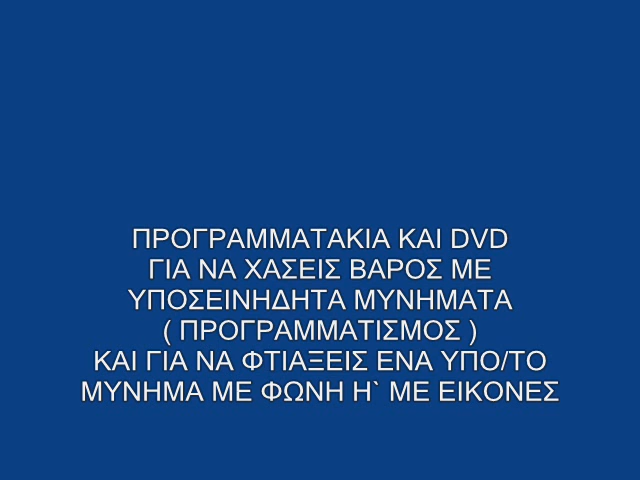 ΠΡΟΓΡΑΜΜΑΤΑΚΙΑ ΚΑΙ DVD
ΓΙΑ ΝΑ ΧΑΣΕΙΣ ΒΑΡΟΣ ΜΕ
ΥΠΟΣΕΙΝΗΔΗΤΑ ΜΥΝΗΜΑΤΑ
( ΠΡΟΓΡΑΜΜΑΤΙΣΜΟΣ )
ΚΑΙ ΓΙΑ ΝΑ ΦΤΙΑΞΕΙΣ ΕΝΑ ΥΠΟ/ΤΟ
ΜΥΝΗΜΑ ΜΕ ΦΩΝΗ Η` ΜΕ ΕΙΚΟΝΕΣ